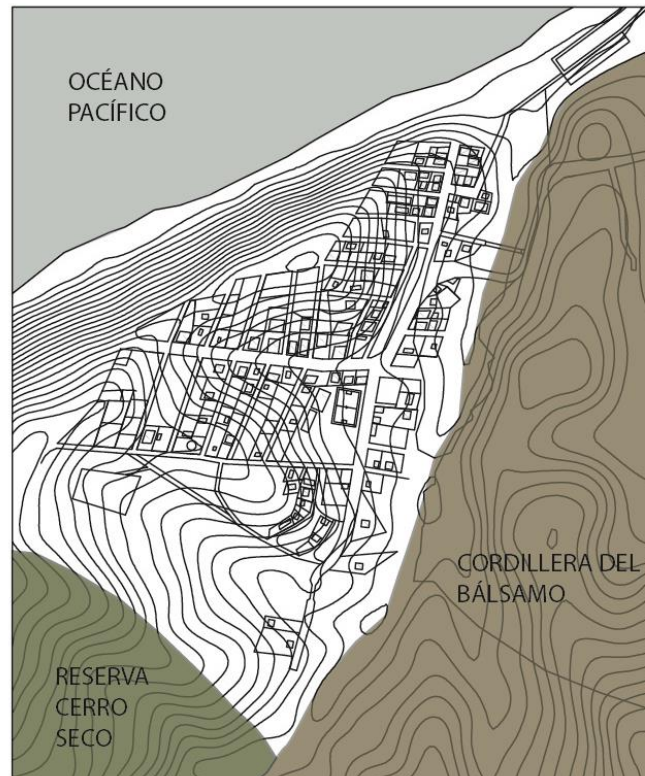 OCÉANO
PACÍFICO
CORDILLERA DEL
BÁLSAMO
RESERVA
CERRO
SECO